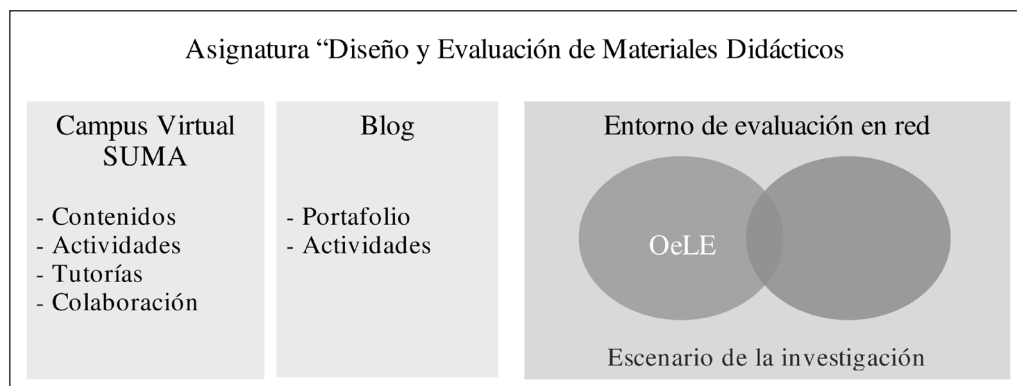 Asignatura “Diseño y Evaluación de Materiales Didácticos
Campus Virtual
SUMA
- Contenidos
- Actividades
- Tutorías
- Colaboración
Blog
- Portafolio
- Actividades
Entorno de evaluación en red
OeLE
Escenario de la investigación